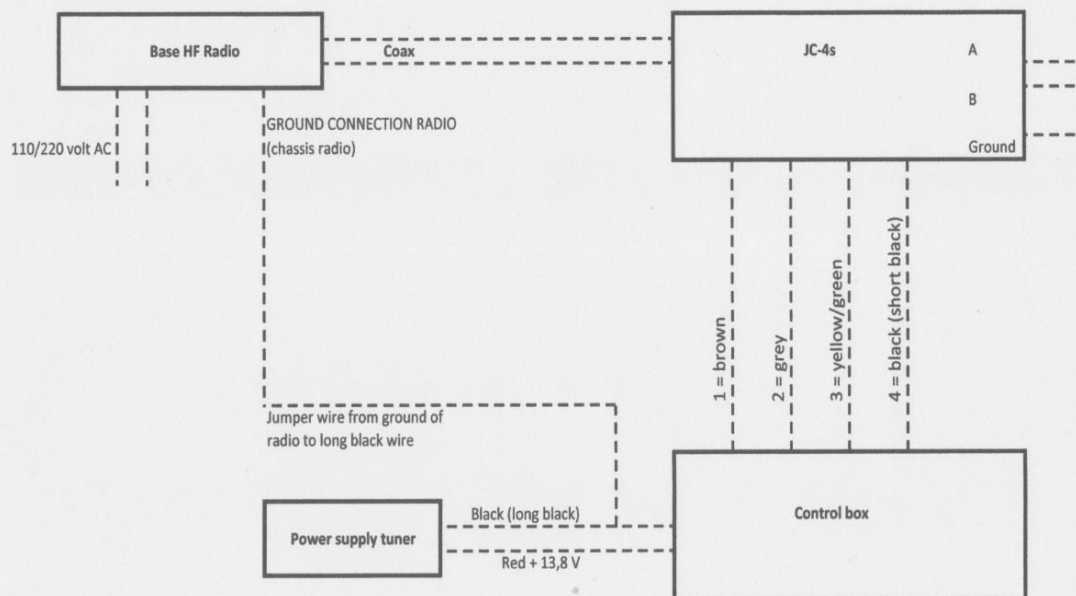 Base HF Radio
Coax
JC-4s
A
B
Ground
110/220 volt AC
GROUND CONNECTION RADIO
(chassis radio)
1 = brown
2 = grey
3 = yellow/green
4 = black (short black)
Jumper wire from ground of
radio to long black wire
Power supply tuner
Black (long black)
Red + 13,8 V
Control box